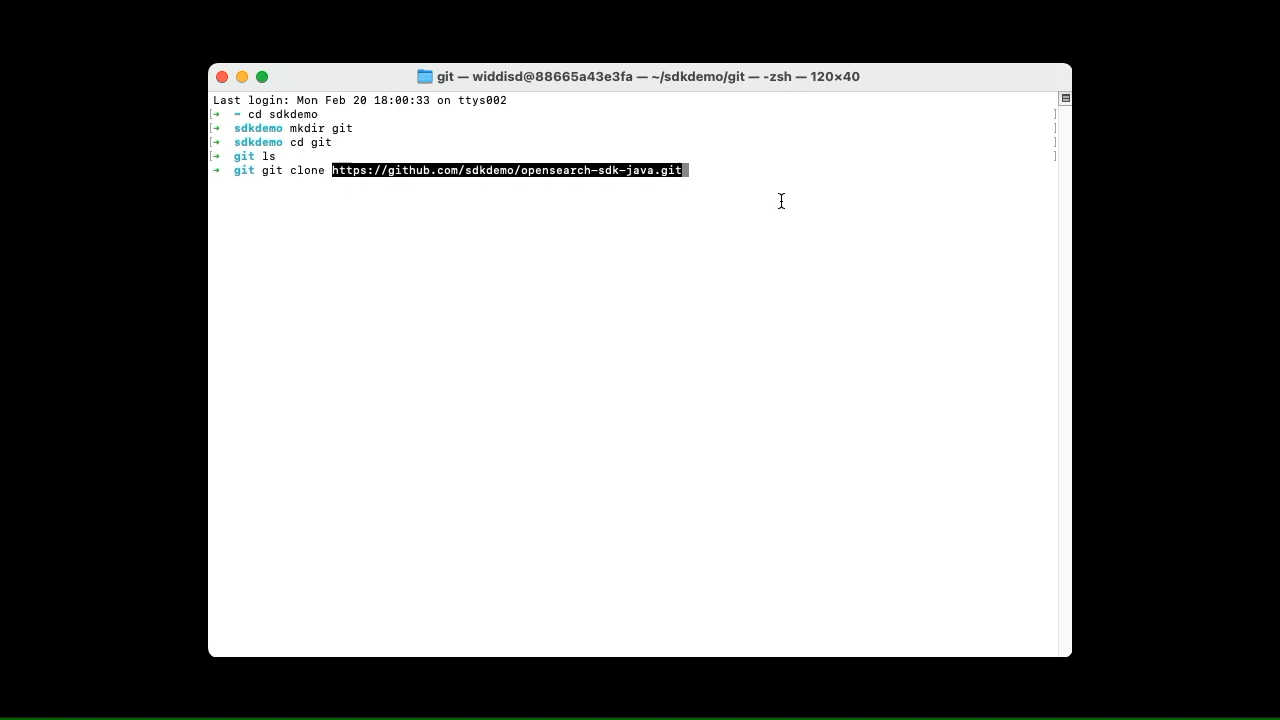 git — widdisd@88665a43e3fa — ~/sdkdemo/git — -zsh — 120×40
Last login: Mon Feb 20 18:00:33 on ttys002
[➜  ~ cd sdkdemo ]
[➜  sdkdemo mkdir git ]
[➜  sdkdemo cd git
[➜  git ls ]
➜  git git clone https://github.com/sdkdemo/opensearch-sdk-java.git